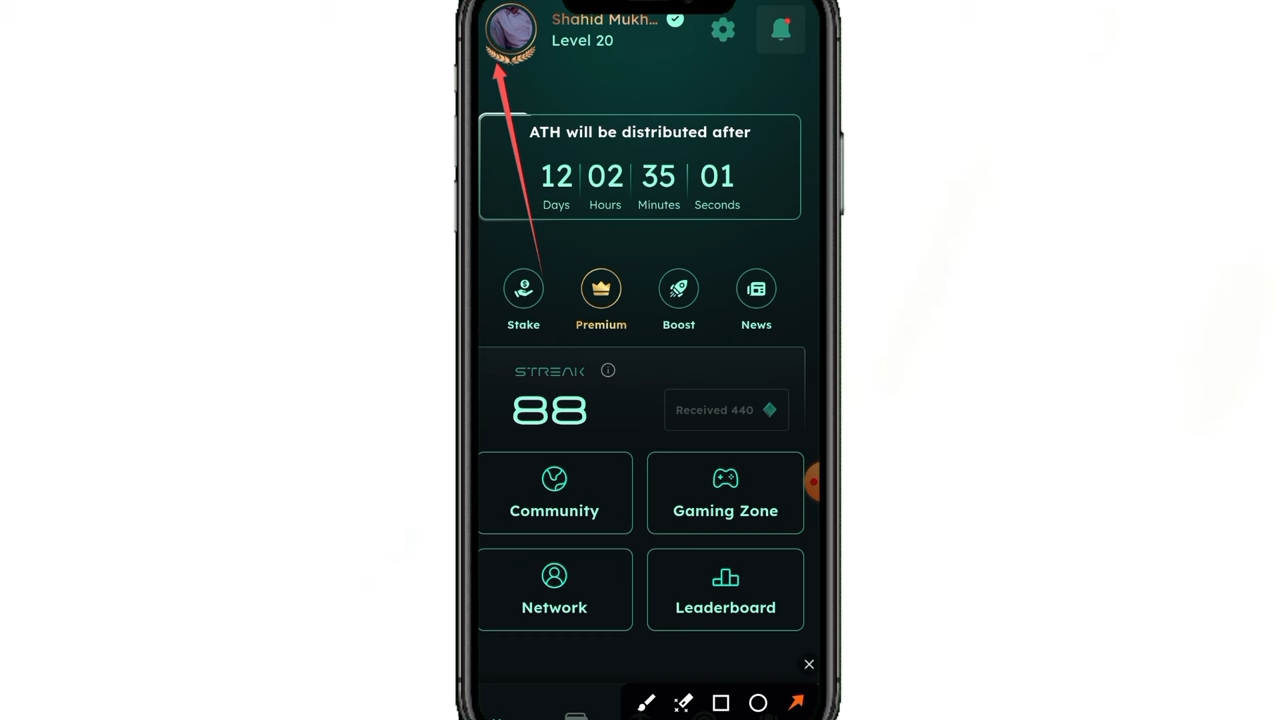 Shahid Mukh...
Level 20
ATH will be distributed after
12 02 35 01
Days Hours Minutes Seconds
Stake Premium Boost News
STREAK
88
Received 440
Community Gaming Zone
Network Leaderboard